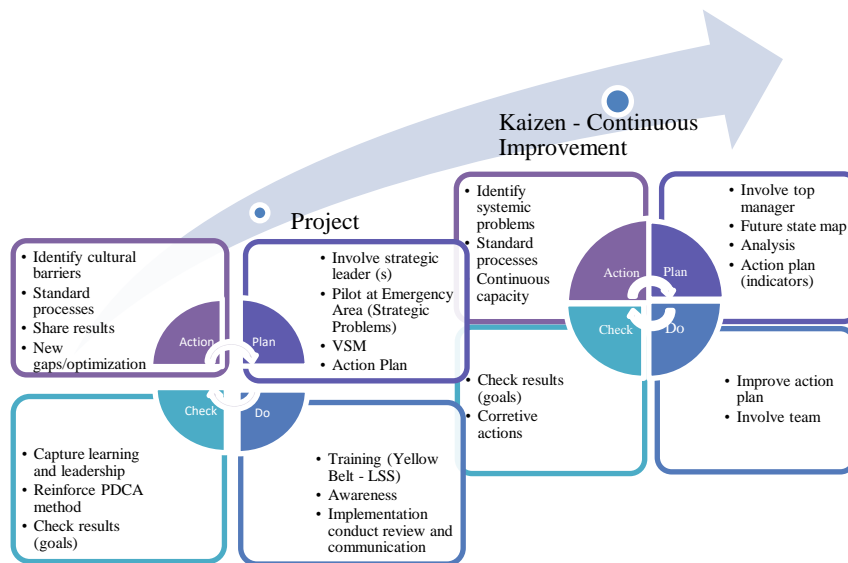 Kaizen - Continuous
Improvement
• Identify
systemic
problems
• Standard
processes
• Continuous
capacity
• Involve top
manager
• Future state map
• Analysis
• Action plan
(indicators)
Action
Plan
Check
Do
• Check results
(goals)
• Corretive
actions
• Improve action
plan
• Involve team
Project
• Identify cultural
barriers
• Standard
processes
• Share results
• New
gaps/optimization
• Involve strategic
leader (s)
• Pilot at Emergency
Area (Strategic
Problems)
• VSM
• Action Plan
Action
Plan
Check
Do
• Capture learning
and leadership
• Reinforce PDCA
method
• Check results
(goals)
• Training (Yellow
Belt - LSS)
• Awareness
• Implementation
conduct review and
communication